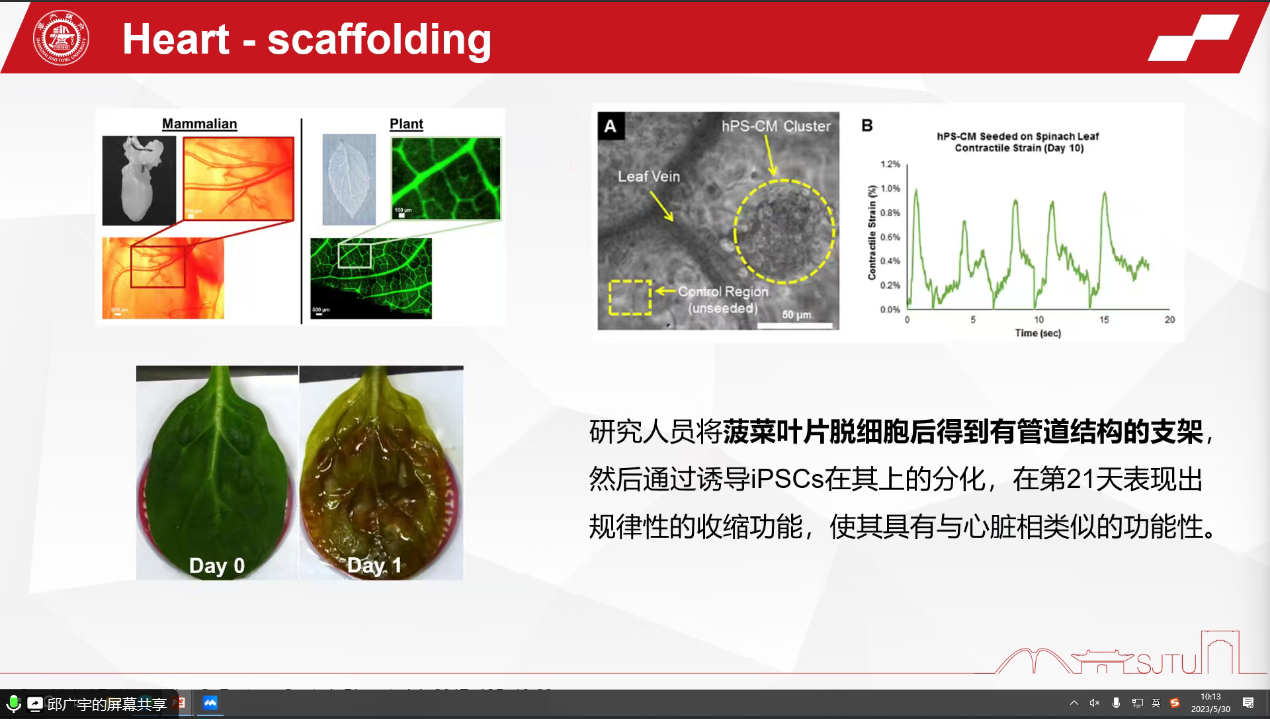 Heart - scaffolding
Mammalian
Plant
100 μm
500 μm
A
hPS-CM Cluster
Leaf Vein
Control Region
(unseeded)
50 μm
B
hPS-CM Seeded on Spinach Leaf
Contractile Strain (Day 10)
Contractile Strain (%)
1.2%
1.0%
0.8%
0.6%
0.4%
0.2%
0.0%
0
5
10
15
20
Time (sec)
Day 0
Day 1
研究人员将菠菜叶片脱细胞后得到有管道结构的支架，
然后通过诱导iPSCs在其上的分化，在第21天表现出
规律性的收缩功能，使其具有与心脏相类似的功能性。
SJTU
邱广宇的屏幕共享
英
10:13
2023/5/30